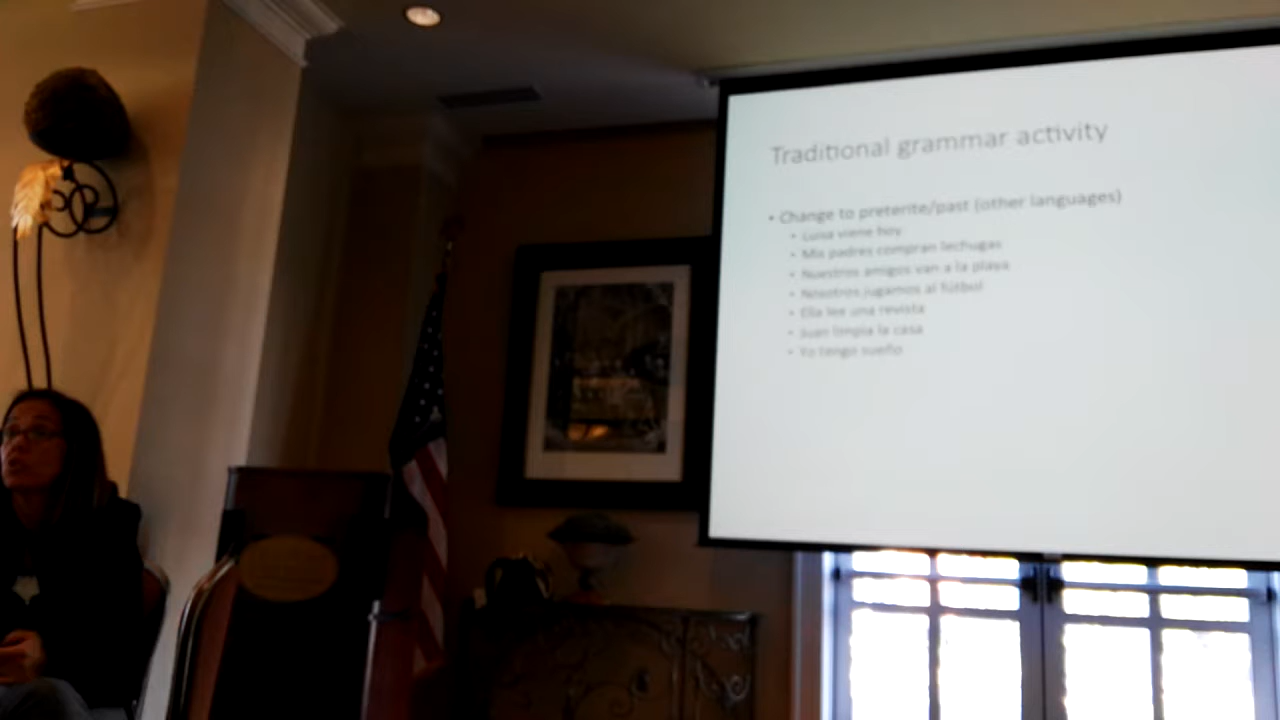 Traditional grammar activity
• Change to preterite/past (other languages)
• Luisa viene hoy
• Mis padres compran lechugas
• Nuestros amigos van a la playa
• Nosotros jugamos al fútbol
• Ella lee una revista
• Juan limpia la casa
• Yo tengo sueño